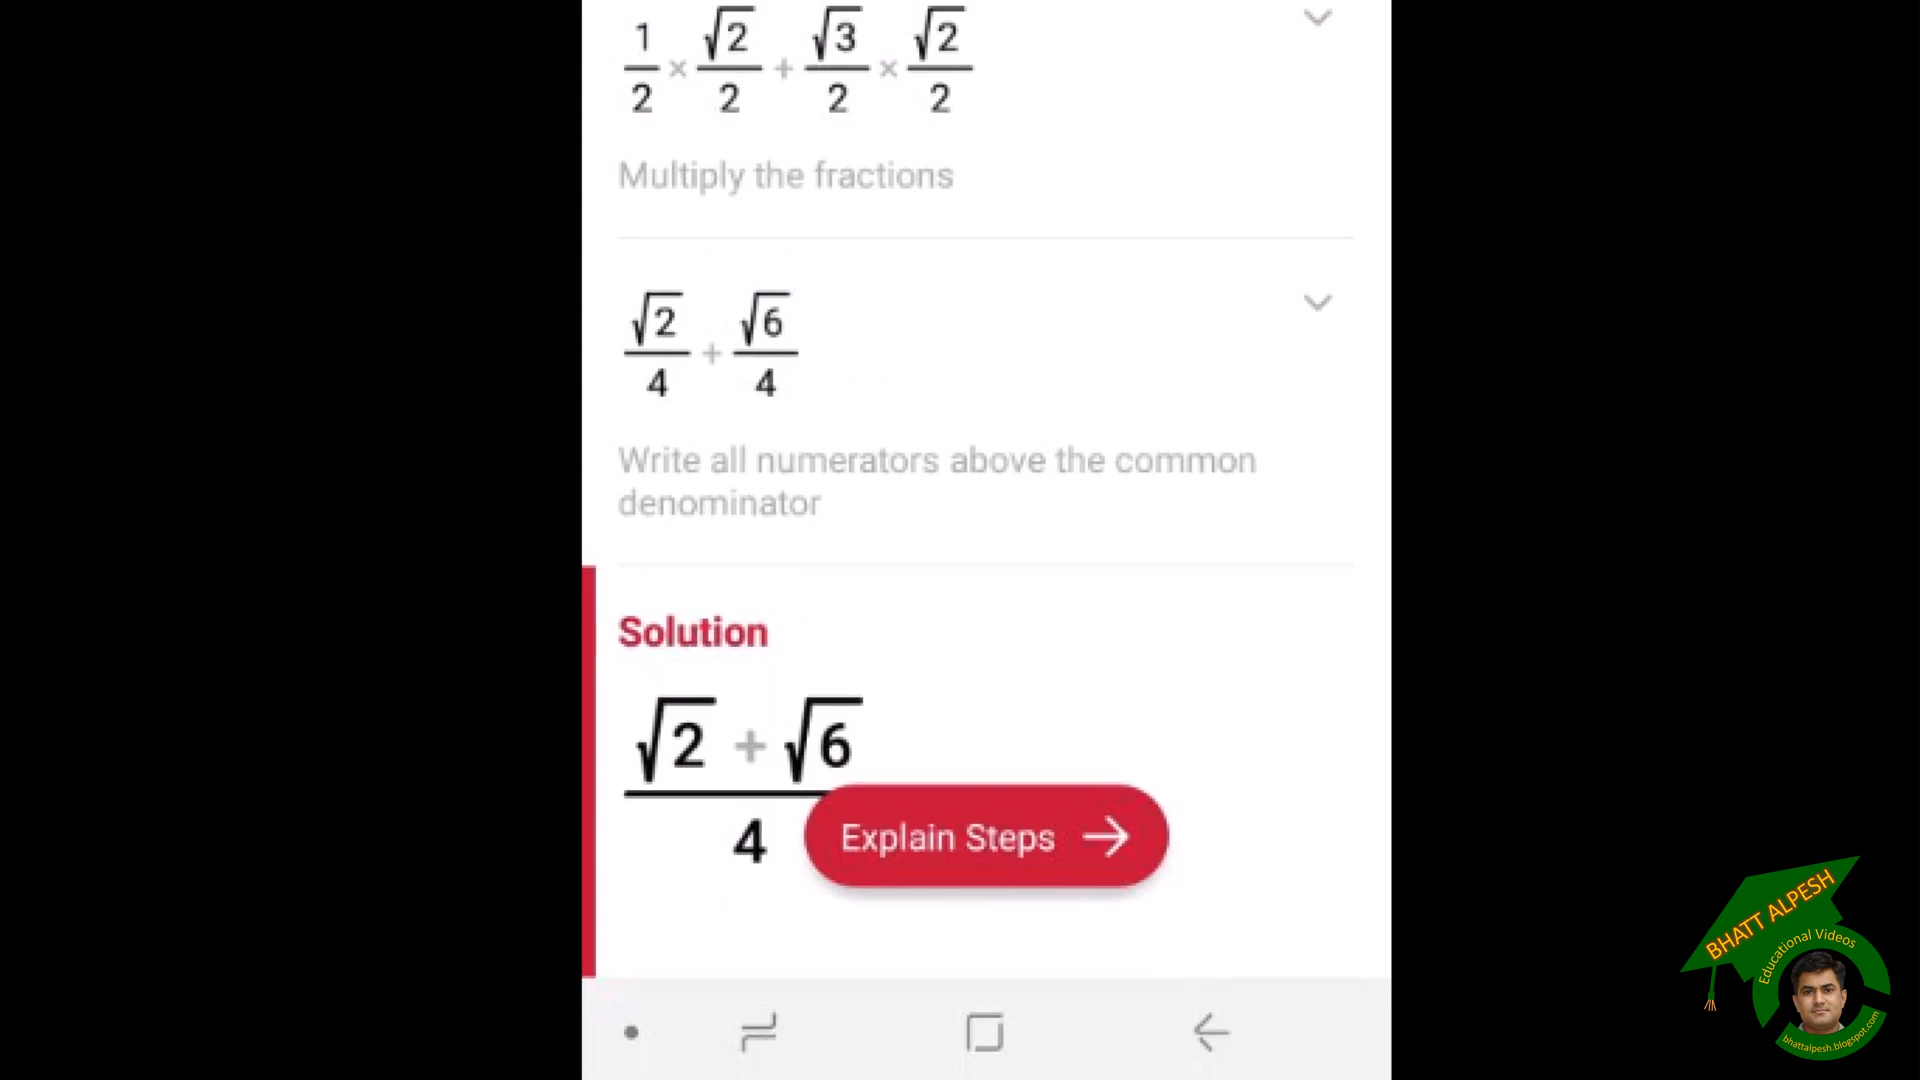 1/2 × √2/2 + √3/2 × √2/2
Multiply the fractions
√2/4 + √6/4
Write all numerators above the common
denominator
Solution
(√2 + √6)/4
Explain Steps
BHATT ALPESH
Educational Videos
bhattalpesh.blogspot.com